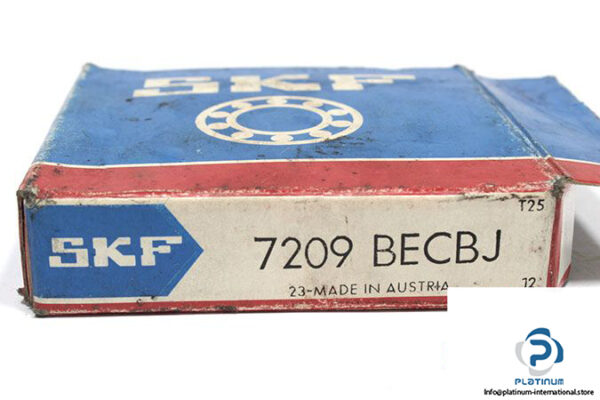 SKF
T25
SKF
7209 BECBJ
23-MADE IN AUSTRIA
12
PLATINUM
Info@platinum-international.store